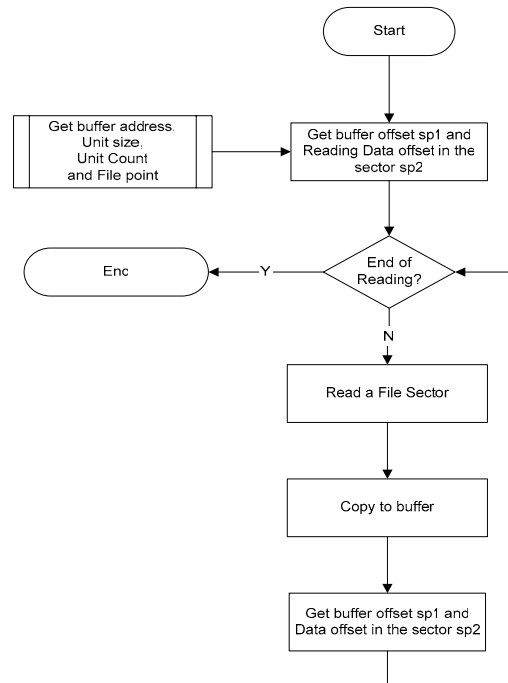 Start
Get buffer address,
Unit size,
Unit Count
and File point
Get buffer offset sp1 and
Reading Data offset in the
sector sp2
End of
Reading?
Y
End
N
Read a File Sector
Copy to buffer
Get buffer offset sp1 and
Data offset in the sector sp2